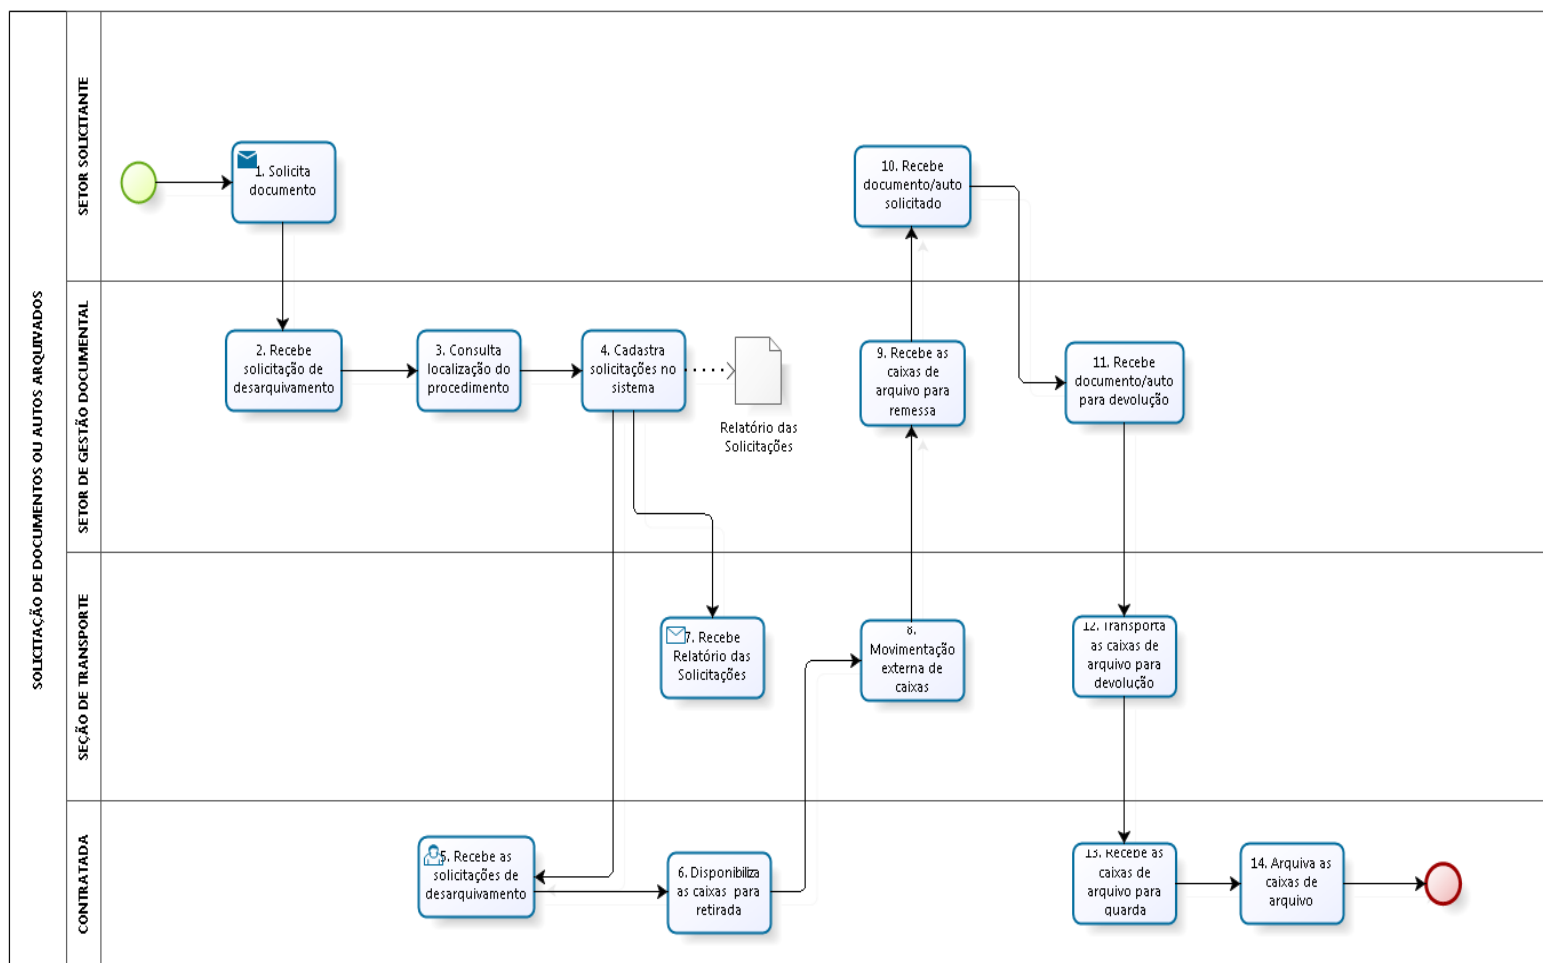 SOLICITAÇÃO DE DOCUMENTOS OU AUTOS ARQUIVADOS
SETOR SOLICITANTE
1. Solicita
documento
10. Recebe
documento/auto
solicitado
SETOR DE GESTÃO DOCUMENTAL
2. Recebe
solicitação de
desarquivamento
3. Consulta
localização do
procedimento
4. Cadastra
solicitações no
sistema
Relatório das
Solicitações
9. Recebe as
caixas de
arquivo para
remessa
11. Recebe
documento/auto
para devolução
SEÇÃO DE TRANSPORTE
7. Recebe
Relatório das
Solicitações
8.
Movimentação
externa de
caixas
12. Transporta
as caixas de
arquivo para
devolução
CONTRATADA
5. Recebe as
solicitações de
desarquivamento
6. Disponibiliza
as caixas para
retirada
13. Recebe as
caixas de
arquivo para
guarda
14. Arquiva as
caixas de
arquivo